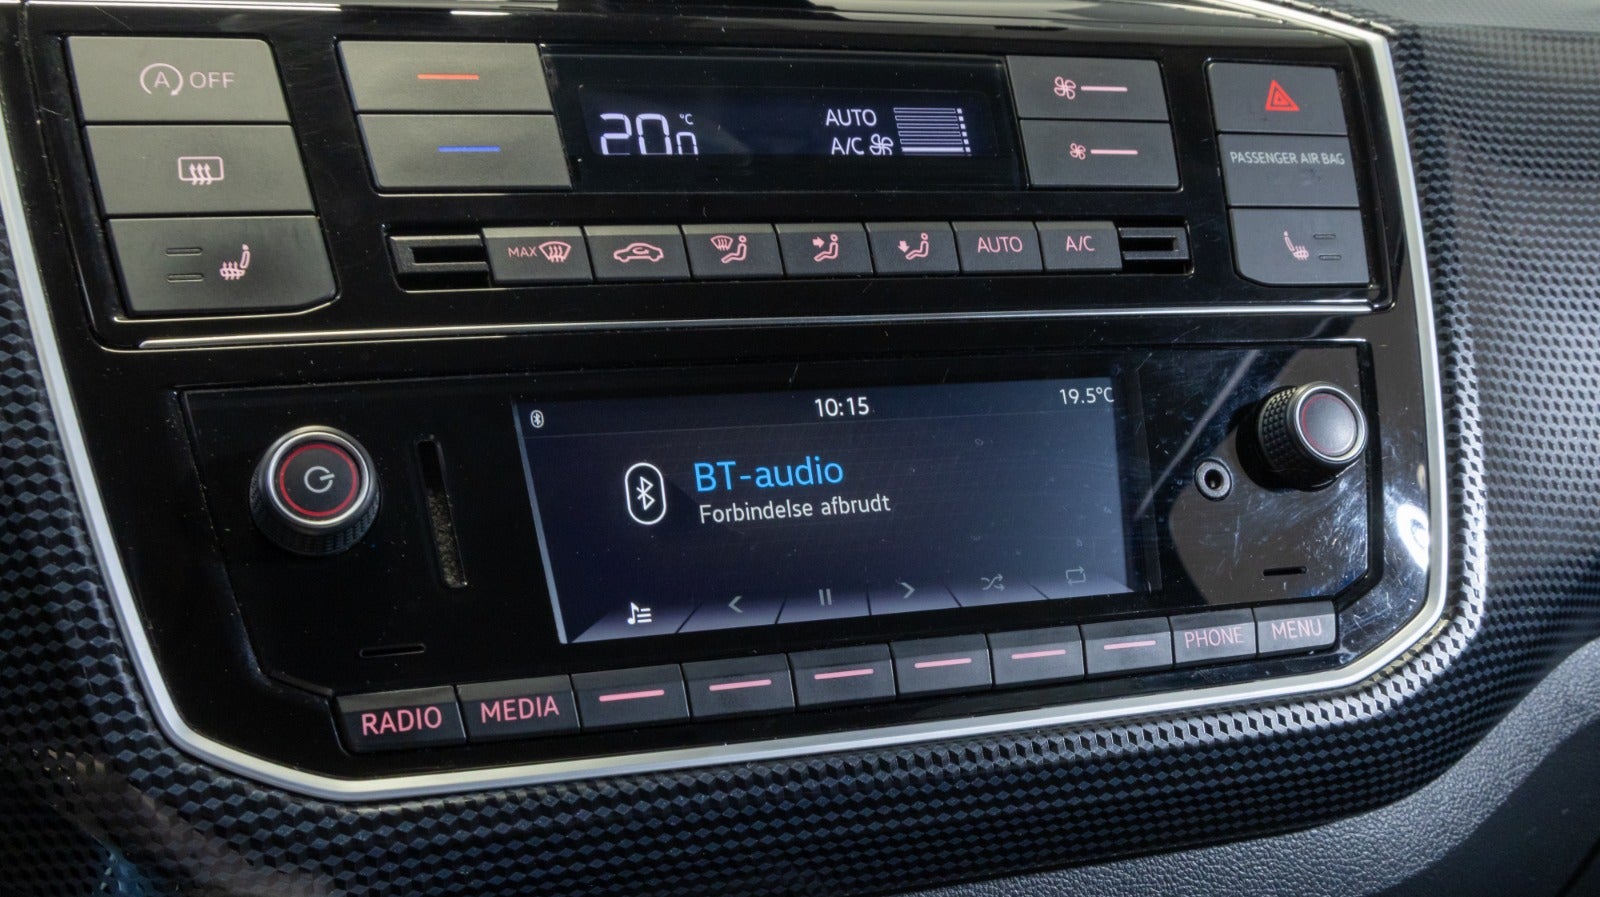 A OFF
20.0 °C
AUTO
A/C
PASSENGER AIR BAG
MAX
AUTO
A/C
10:15
19.5°C
BT-audio
Forbindelse afbrudt
RADIO
MEDIA
PHONE
MENU